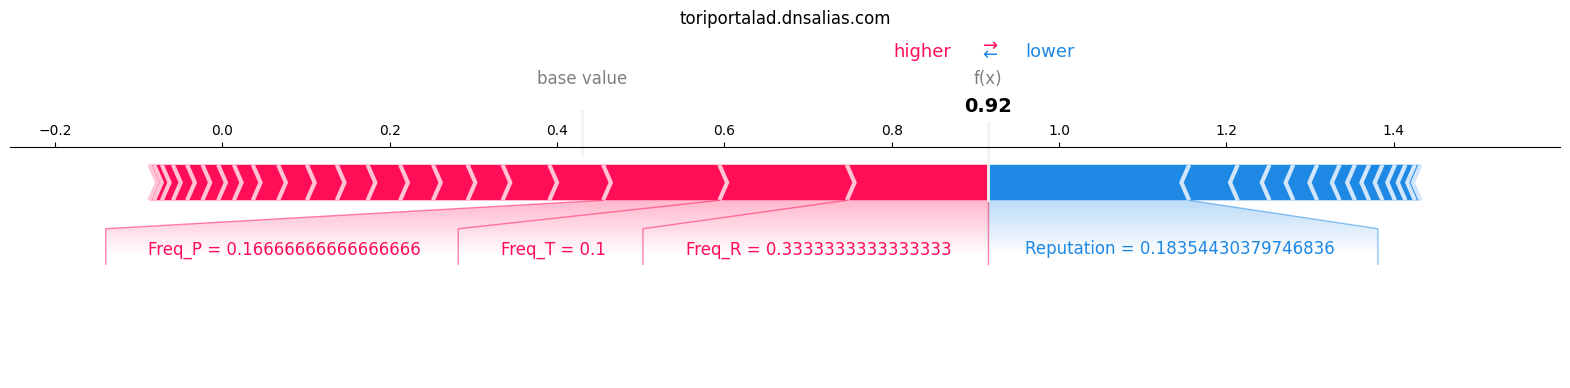 toriportalad.dnsalias.com
higher ⇄ lower
base value f(x)
0.92
−0.2 0.0 0.2 0.4 0.6 0.8 1.0 1.2 1.4
Freq_P = 0.16666666666666666 Freq_T = 0.1 Freq_R = 0.3333333333333333 Reputation = 0.18354430379746836